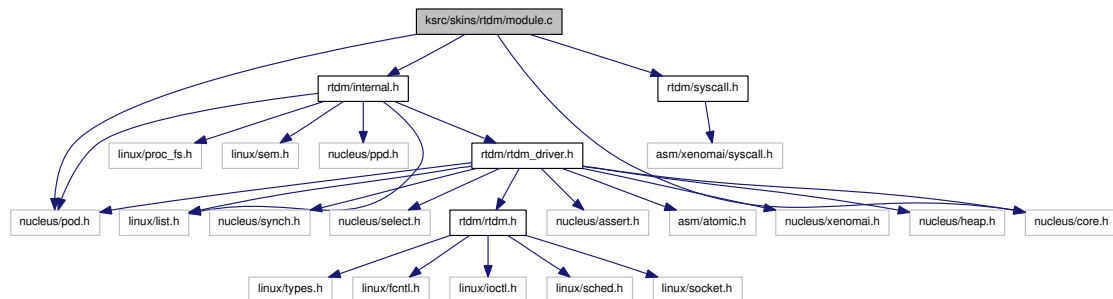 ksrc/skins/rtdm/module.c
rtdm/internal.h
rtdm/syscall.h
linux/proc_fs.h
linux/sem.h
nucleus/ppd.h
rtdm/rtdm_driver.h
asm/xenomai/syscall.h
nucleus/pod.h
linux/list.h
nucleus/synch.h
nucleus/select.h
rtdm/rtdm.h
nucleus/assert.h
asm/atomic.h
nucleus/xenomai.h
nucleus/heap.h
nucleus/core.h
linux/types.h
linux/fcntl.h
linux/ioctl.h
linux/sched.h
linux/socket.h